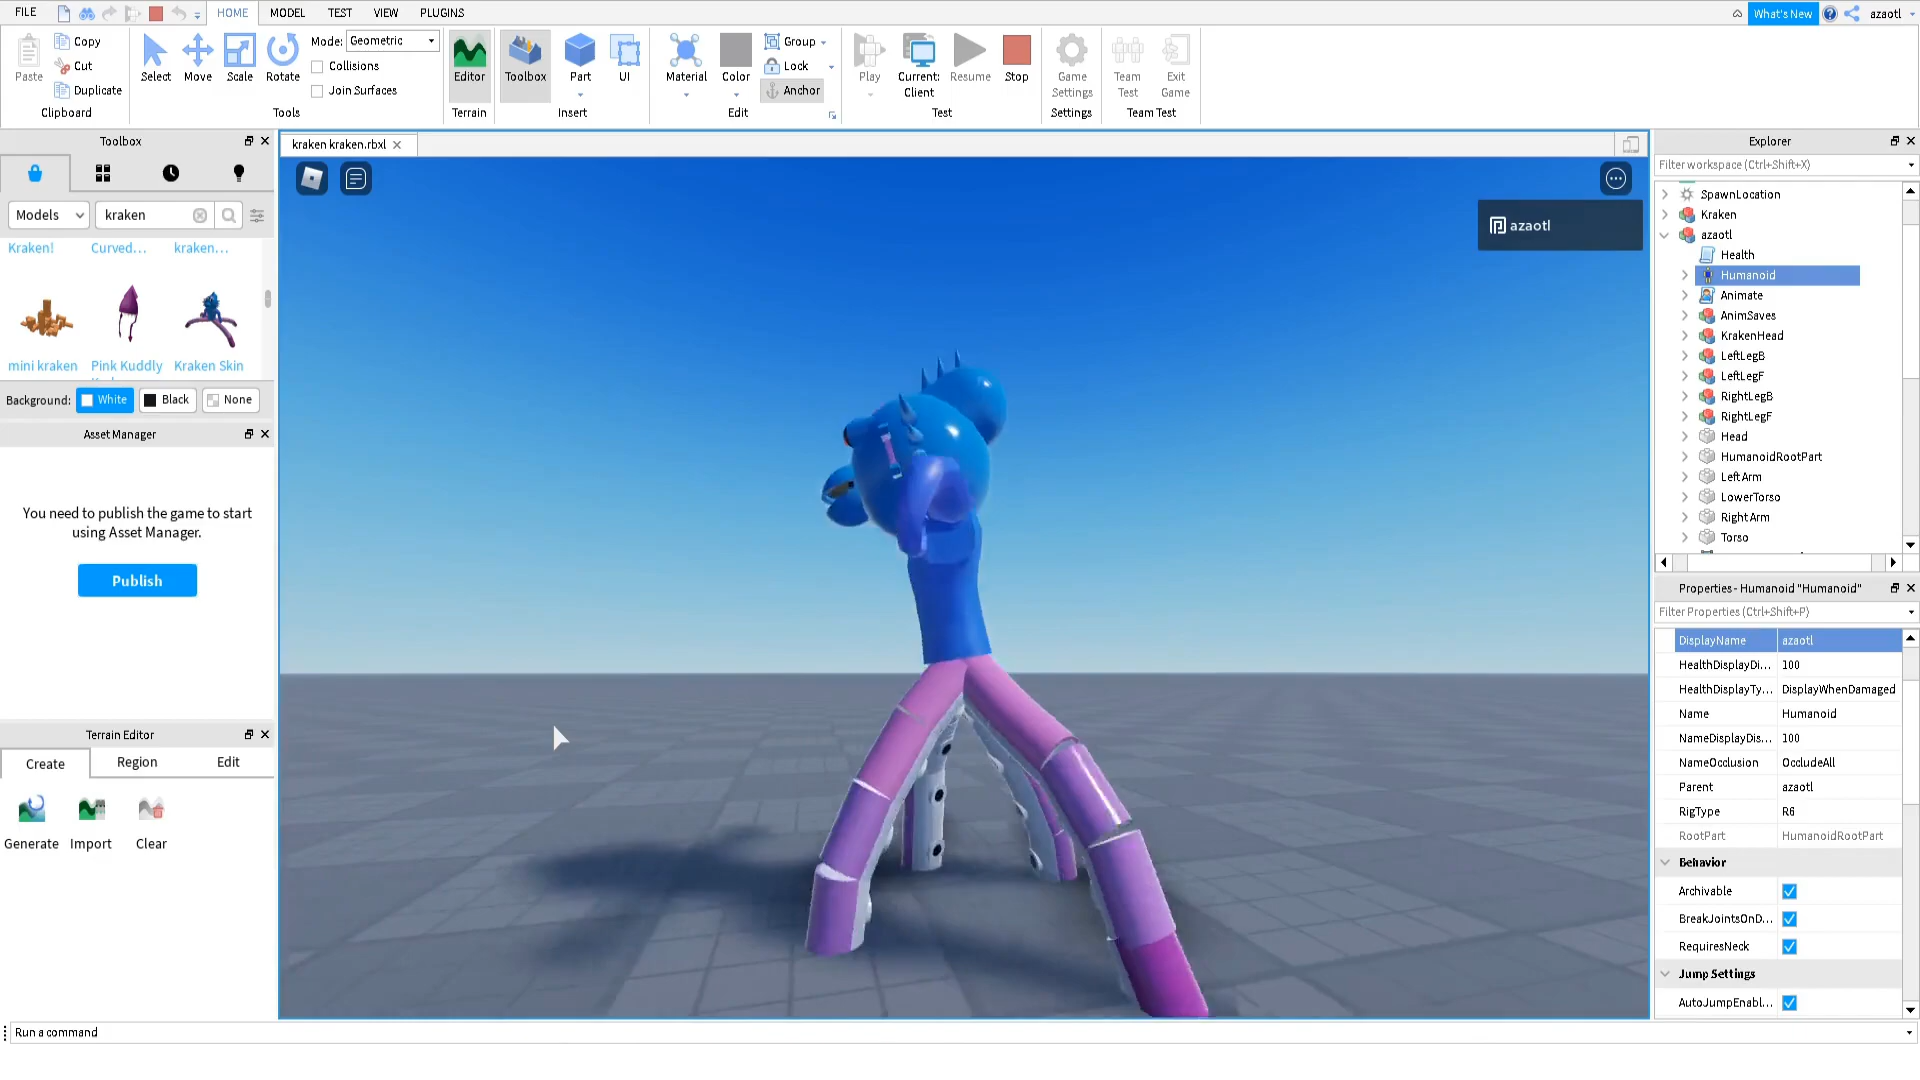 FILE HOME MODEL TEST VIEW PLUGINS What's New azaotl
Paste
Copy
Cut
Duplicate
Clipboard
Select Move Scale Rotate
Mode: Geometric
Collisions
Join Surfaces
Tools
Editor
Terrain
Toolbox Part UI
Insert
Material Color
Group
Lock
Anchor
Edit
Play Current: Client Resume Stop
Test
Game Settings
Settings
Team Test Exit Game
Team Test
Toolbox
Models kraken
Kraken! Curved... kraken...
mini kraken Pink Kuddly Kraken Skin
Background: White Black None
Asset Manager
You need to publish the game to start
using Asset Manager.
Publish
Terrain Editor
Create Region Edit
Generate Import Clear
kraken kraken.rbxl
azaotl
Explorer
Filter workspace (Ctrl+Shift+X)
SpawnLocation
Kraken
azaotl
Health
Humanoid
Animate
AnimSaves
KrakenHead
LeftLegB
LeftLegF
RightLegB
RightLegF
Head
HumanoidRootPart
Left Arm
LowerTorso
Right Arm
Torso
Properties - Humanoid "Humanoid"
Filter Properties (Ctrl+Shift+P)
DisplayName azaotl
HealthDisplayDi... 100
HealthDisplayTy... DisplayWhenDamaged
Name Humanoid
NameDisplayDis... 100
NameOcclusion OccludeAll
Parent azaotl
RigType R6
RootPart HumanoidRootPart
Behavior
Archivable
BreakJointsOnD...
RequiresNeck
Jump Settings
AutoJumpEnabl...
Run a command